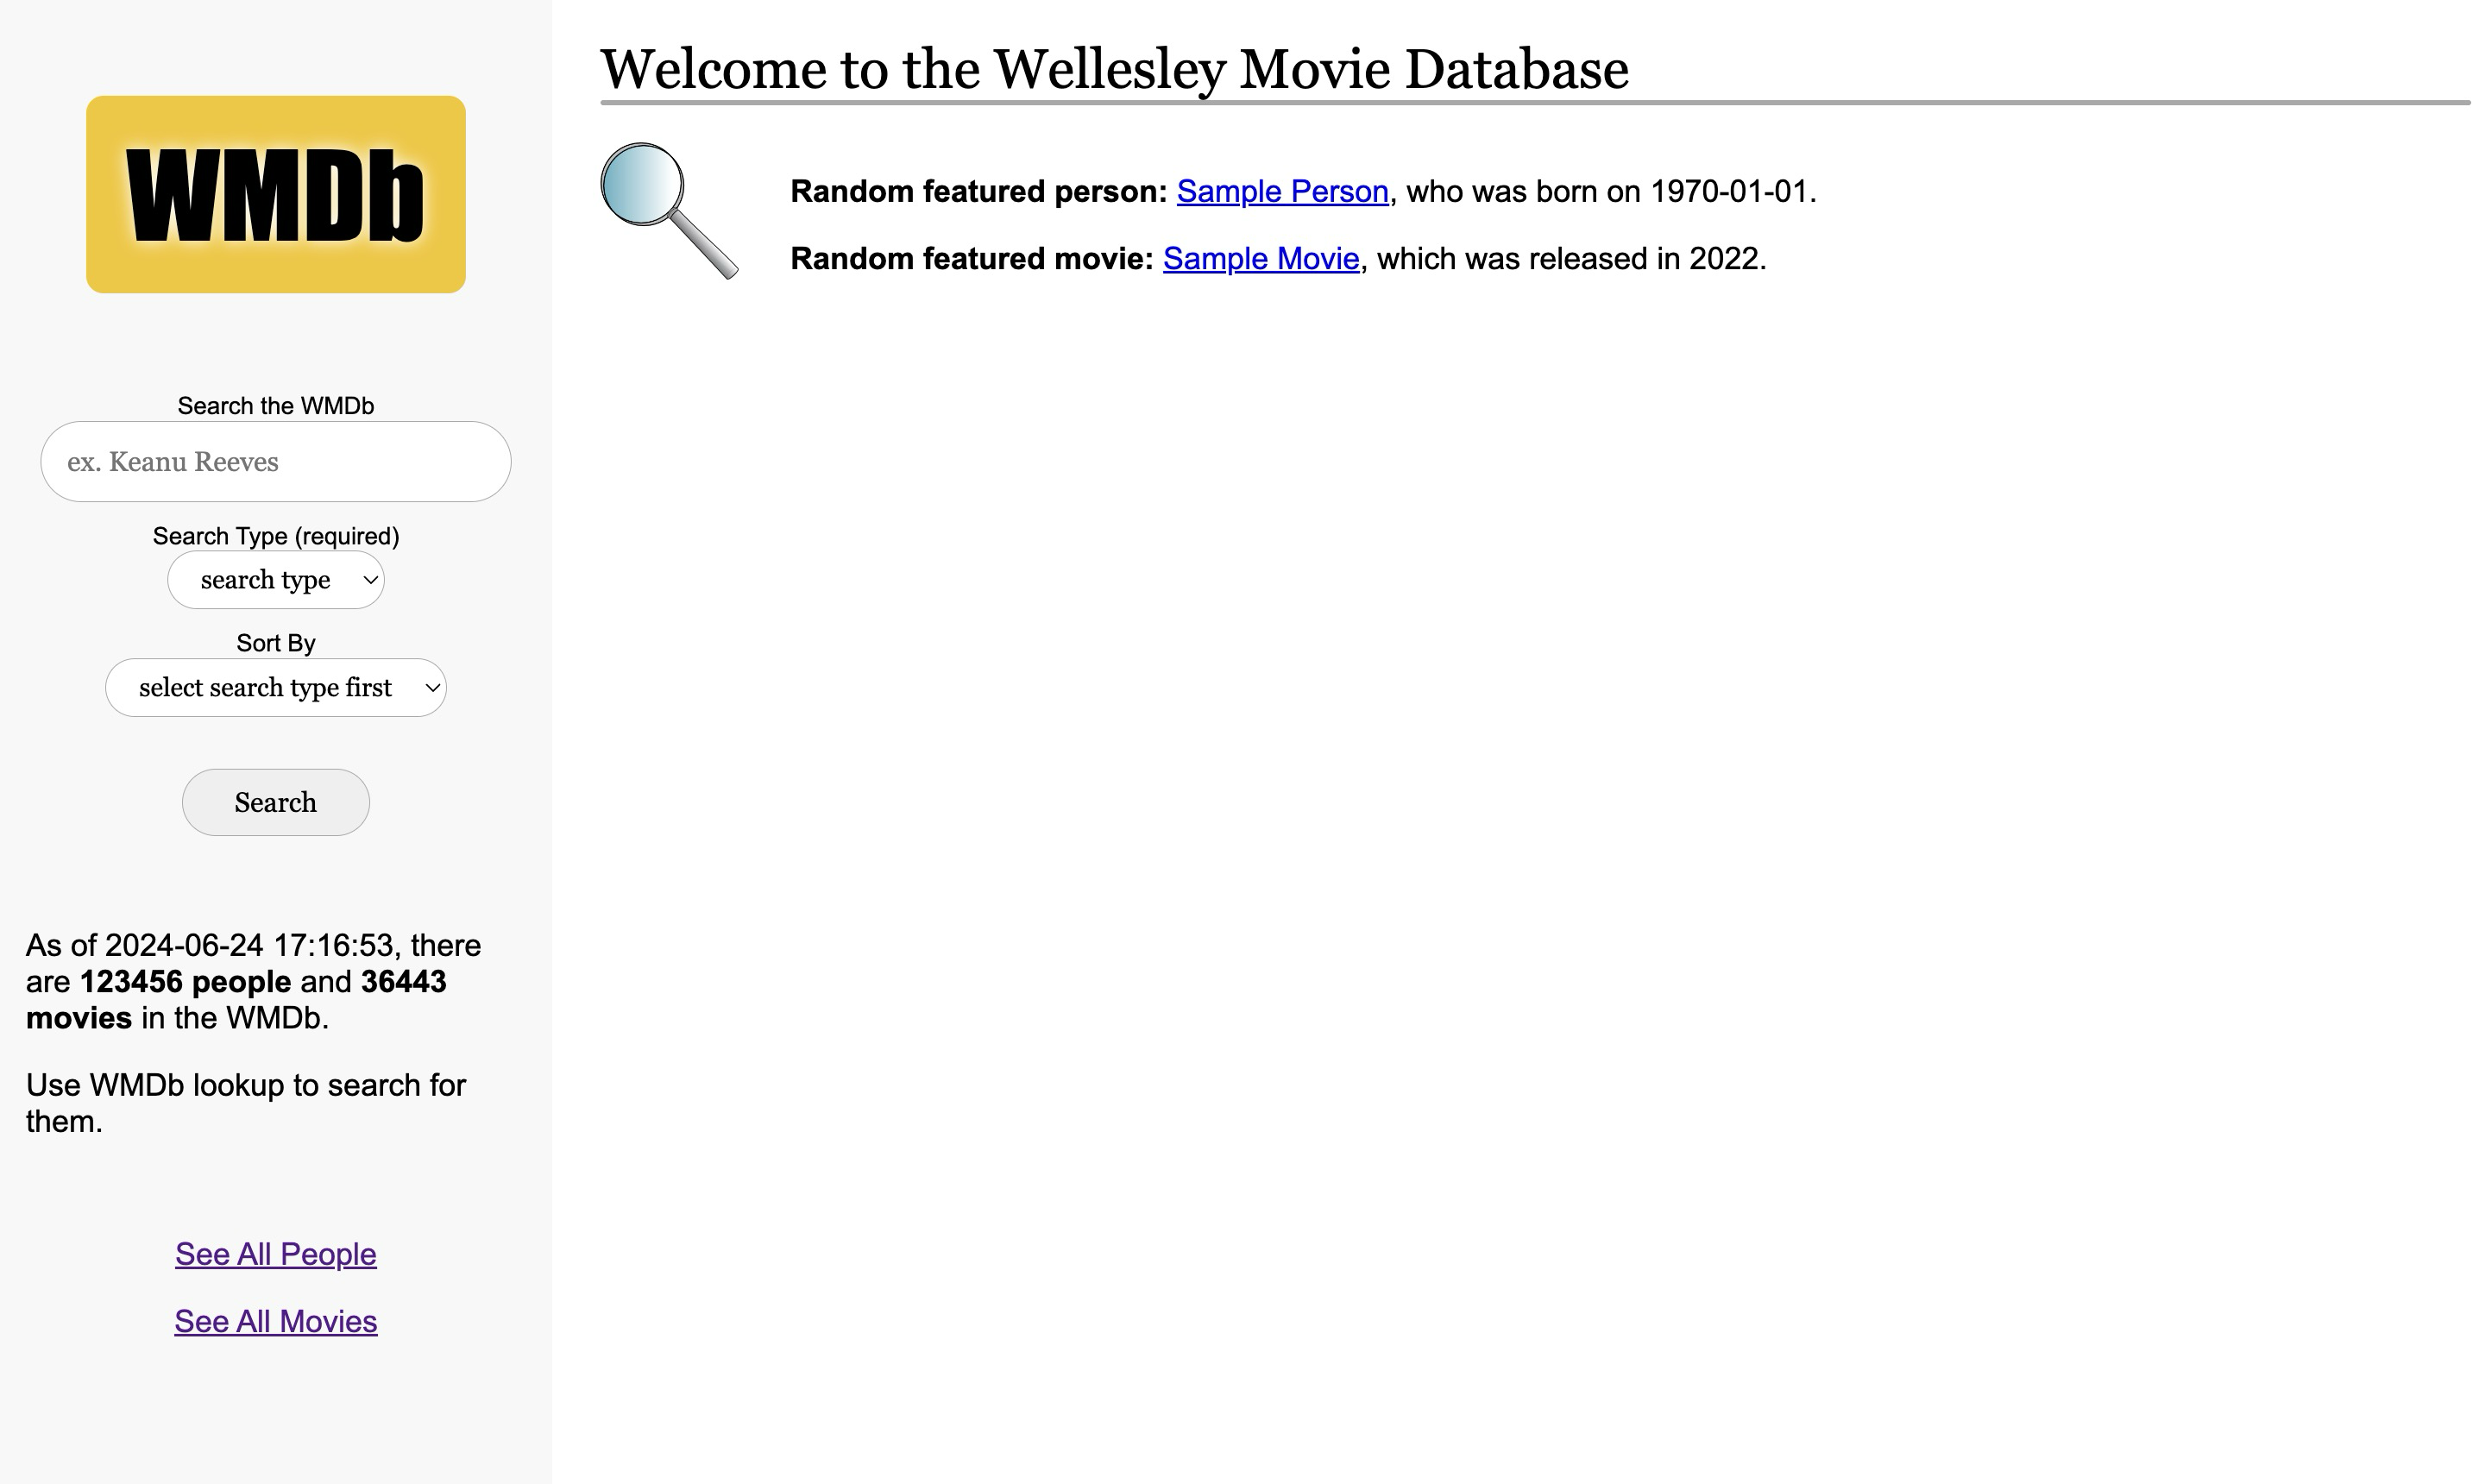 WMDb
Search the WMDb
ex. Keanu Reeves
Search Type (required)
search type
Sort By
select search type first
Search
As of 2024-06-24 17:16:53, there
are 123456 people and 36443
movies in the WMDb.
Use WMDb lookup to search for
them.
See All People
See All Movies
Welcome to the Wellesley Movie Database
Random featured person: Sample Person, who was born on 1970-01-01.
Random featured movie: Sample Movie, which was released in 2022.